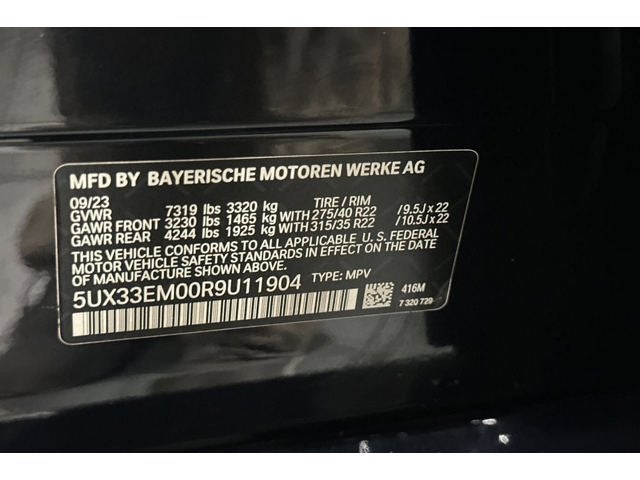 MFD BY BAYERISCHE MOTOREN WERKE AG
09/23 TIRE / RIM
GVWR 7319 lbs 3320 kg
GAWR FRONT 3230 lbs 1465 kg WITH 275/40 R22 / 9.5J x 22
GAWR REAR 4244 lbs 1925 kg WITH 315/35 R22 / 10.5J x 22
THIS VEHICLE CONFORMS TO ALL APPLICABLE U.S. FEDERAL
MOTOR VEHICLE SAFETY STANDARDS IN EFFECT ON THE
DATE OF MANUFACTURE SHOWN ABOVE.
5UX33EM00R9U11904 TYPE: MPV
416M
7 320 729